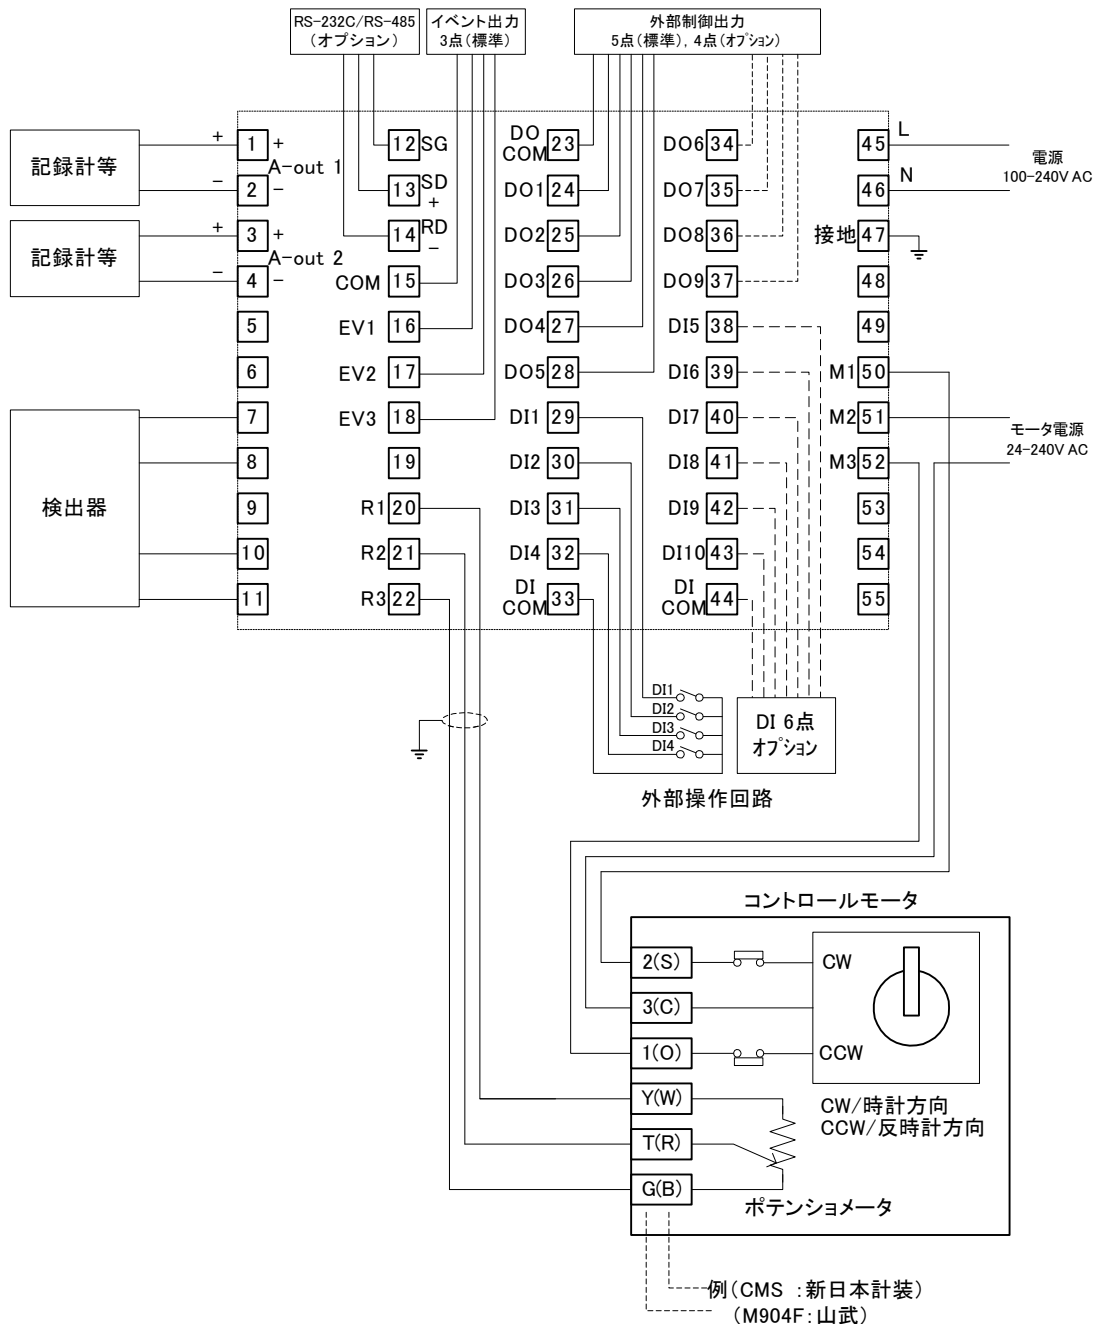 RS-232C/RS-485
(オプション)
イベント出力
3点(標準)
外部制御出力
5点(標準), 4点(オプション)
記録計等
+
−
1
+
A-out 1
2
−
記録計等
+
−
3
+
A-out 2
4
−
5
6
7
8
9
10
11
検出器
12
SG
13
SD
+
14
RD
−
COM
15
EV1
16
EV2
17
EV3
18
19
R1
20
R2
21
R3
22
DO
COM
23
DO1
24
DO2
25
DO3
26
DO4
27
DO5
28
DI1
29
DI2
30
DI3
31
DI4
32
DI
COM
33
DO6
34
DO7
35
DO8
36
DO9
37
DI5
38
DI6
39
DI7
40
DI8
41
DI9
42
DI10
43
DI
COM
44
45
L
46
N
電源
100-240V AC
接地
47
48
49
M1
50
M2
51
M3
52
モータ電源
24-240V AC
53
54
55
DI1
DI2
DI3
DI4
外部操作回路
DI 6点
オプション
コントロールモータ
2(S)
CW
3(C)
1(O)
CCW
CW/時計方向
CCW/反時計方向
Y(W)
T(R)
G(B)
ポテンショメータ
例(CMS :新日本計装)
(M904F:山武)